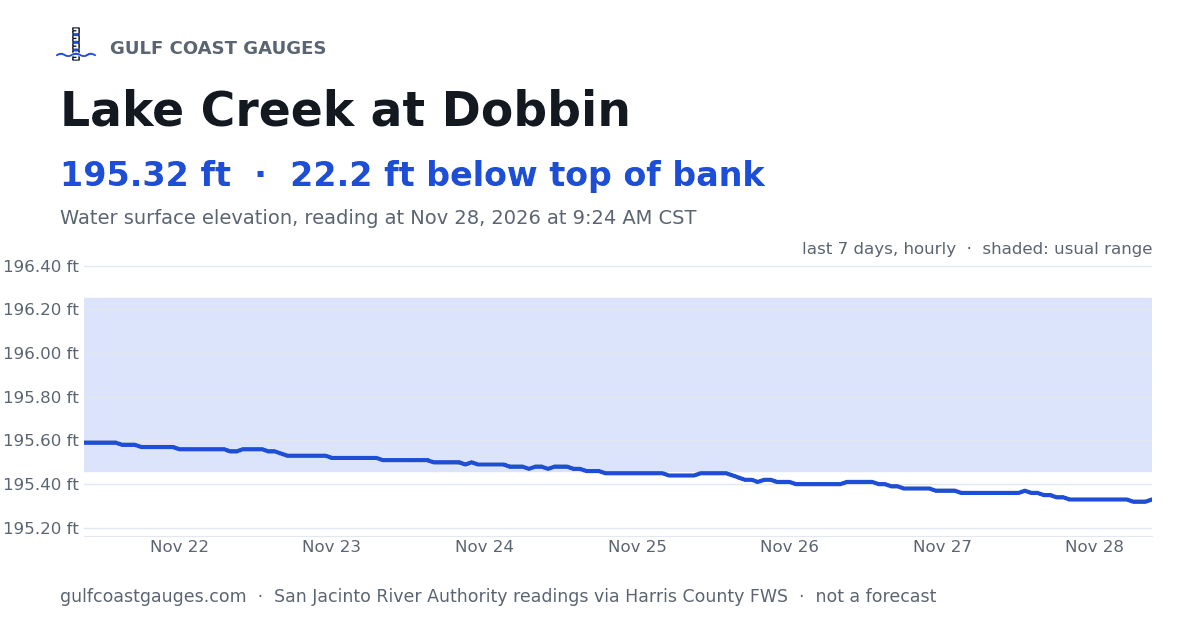 GULF COAST GAUGES
Lake Creek at Dobbin
195.32 ft · 22.2 ft below top of bank
Water surface elevation, reading at Nov 28, 2026 at 9:24 AM CST
last 7 days, hourly · shaded: usual range
196.40 ft
196.20 ft
196.00 ft
195.80 ft
195.60 ft
195.40 ft
195.20 ft
Nov 22 Nov 23 Nov 24 Nov 25 Nov 26 Nov 27 Nov 28
gulfcoastgauges.com · San Jacinto River Authority readings via Harris County FWS · not a forecast